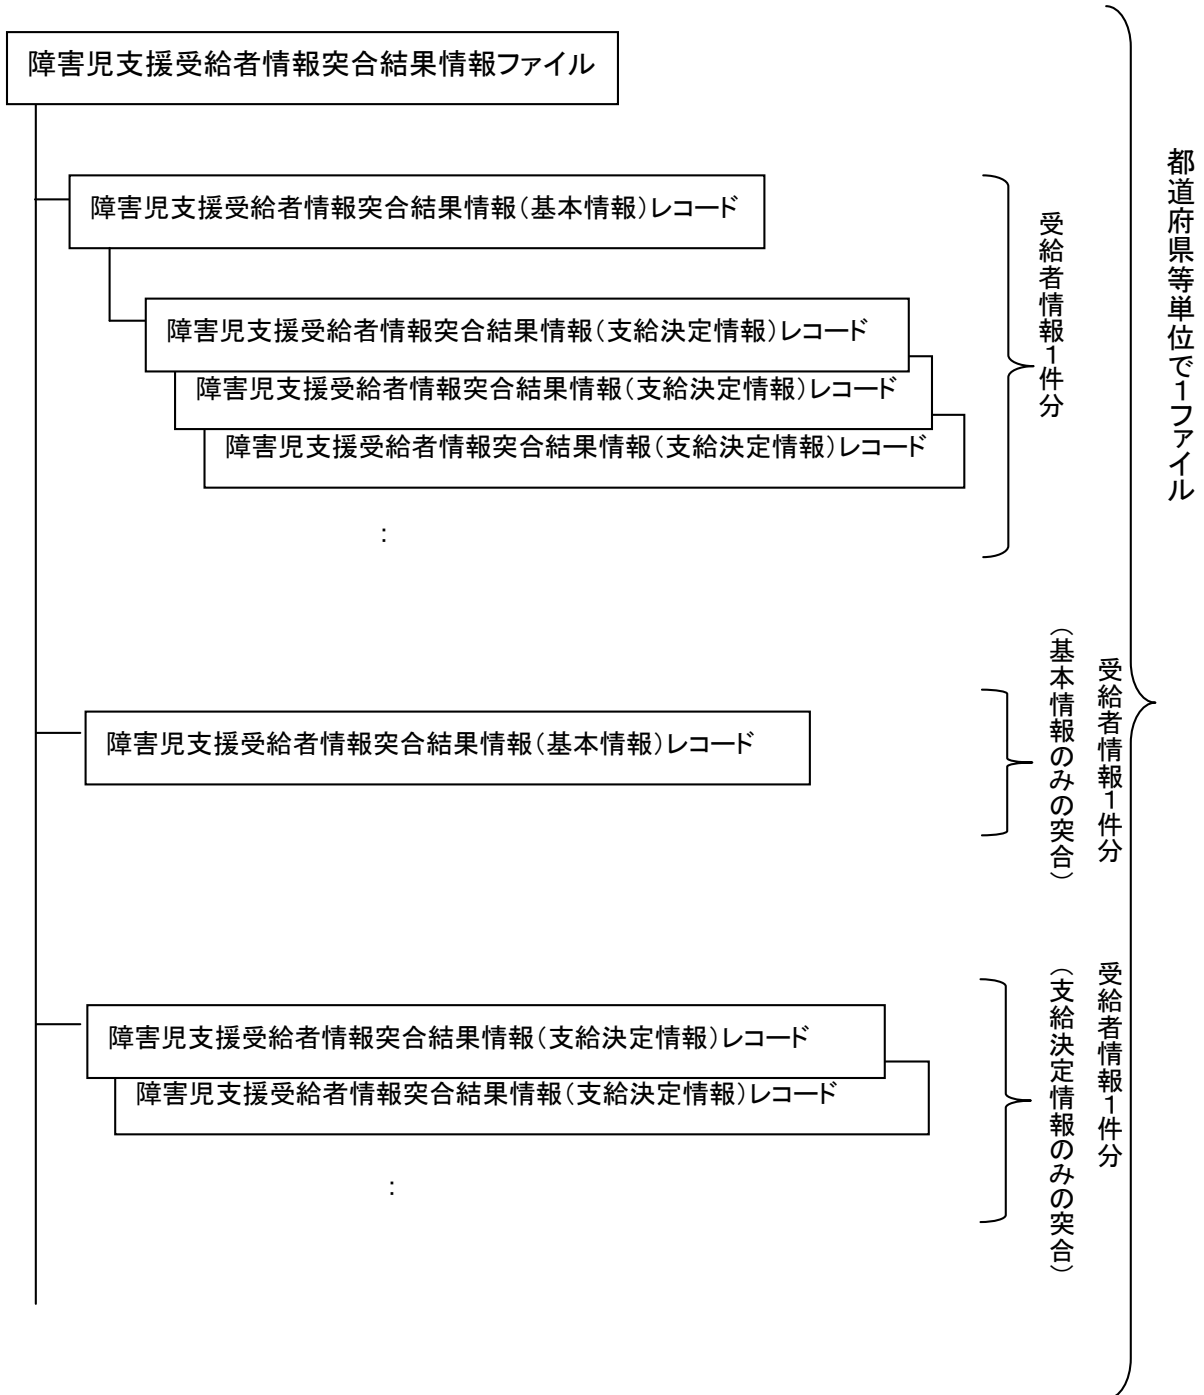 障害児支援受給者情報突合結果情報ファイル
障害児支援受給者情報突合結果情報(基本情報)レコード
障害児支援受給者情報突合結果情報(支給決定情報)レコード
障害児支援受給者情報突合結果情報(支給決定情報)レコード
障害児支援受給者情報突合結果情報(支給決定情報)レコード
:
受給者情報1件分
都道府県等単位で1ファイル
障害児支援受給者情報突合結果情報(基本情報)レコード
受給者情報1件分
(基本情報のみの突合)
障害児支援受給者情報突合結果情報(支給決定情報)レコード
障害児支援受給者情報突合結果情報(支給決定情報)レコード
:
受給者情報1件分
(支給決定情報のみの突合)